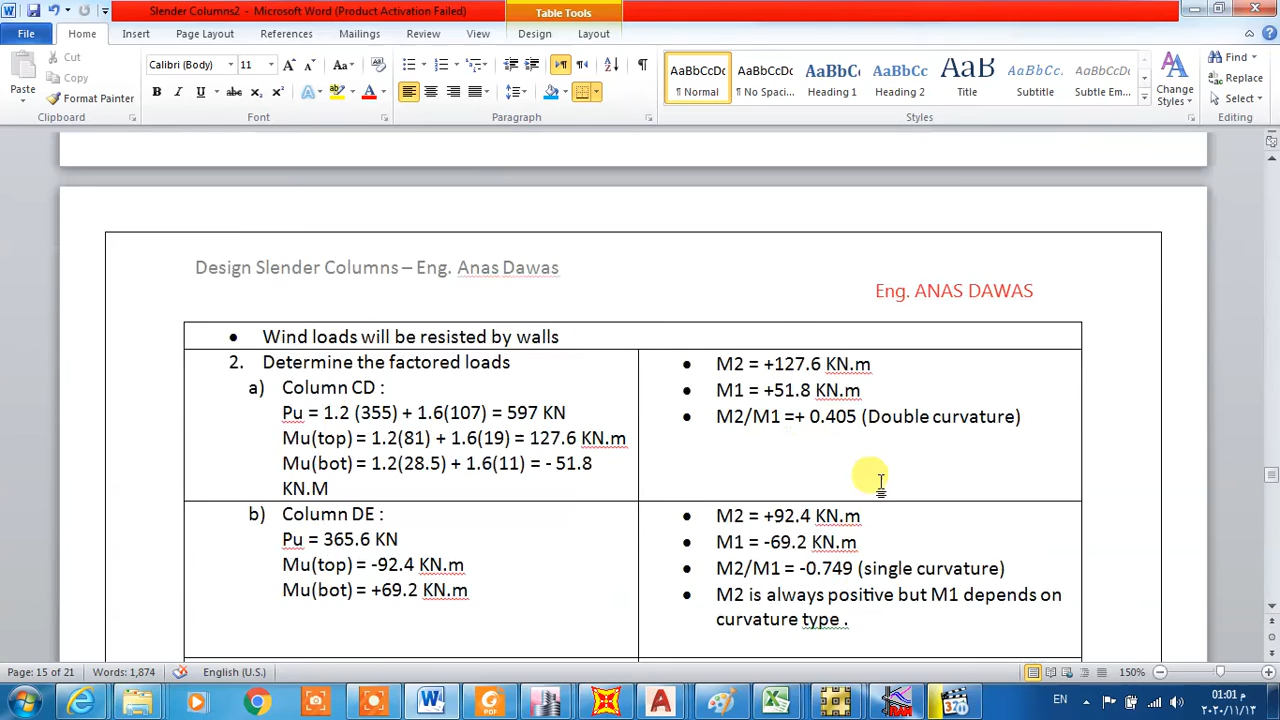 Slender Columns2 - Microsoft Word (Product Activation Failed)
Table Tools
File
Home
Insert
Page Layout
References
Mailings
Review
View
Design
Layout
Cut
Copy
Format Painter
Paste
Clipboard
Calibri (Body)
11
Font
Paragraph
AaBbCcDc
¶ Normal
AaBbCcDc
¶ No Spaci...
AaBbC
Heading 1
AaBbCc
Heading 2
AaB
Title
AaBbCc.
Subtitle
AaBbCcDc
Subtle Em...
Change
Styles
Styles
Find
Replace
Select
Editing
Design Slender Columns – Eng. Anas Dawas
Eng. ANAS DAWAS
• Wind loads will be resisted by walls
2. Determine the factored loads
a) Column CD :
Pu = 1.2 (355) + 1.6(107) = 597 KN
Mu(top) = 1.2(81) + 1.6(19) = 127.6 KN.m
Mu(bot) = 1.2(28.5) + 1.6(11) = - 51.8
KN.M
• M2 = +127.6 KN.m
• M1 = +51.8 KN.m
• M2/M1 =+ 0.405 (Double curvature)
b) Column DE :
Pu = 365.6 KN
Mu(top) = -92.4 KN.m
Mu(bot) = +69.2 KN.m
• M2 = +92.4 KN.m
• M1 = -69.2 KN.m
• M2/M1 = -0.749 (single curvature)
• M2 is always positive but M1 depends on
curvature type .
Page: 15 of 21
Words: 1,874
English (U.S.)
150%
EN
01:01 م
٢٠٢٠/١١/١٣